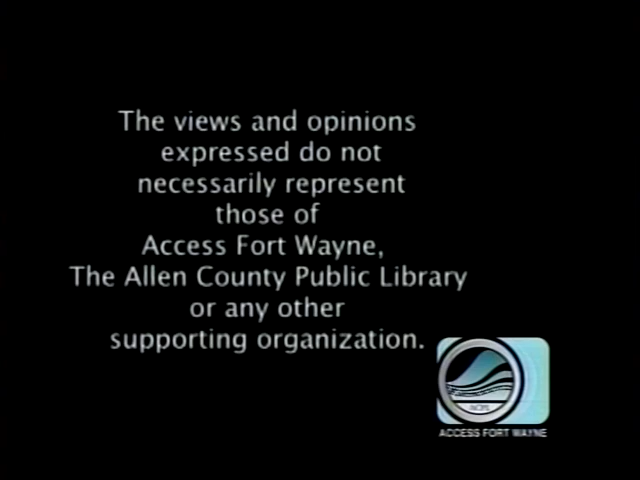 The views and opinions
expressed do not
necessarily represent
those of
Access Fort Wayne,
The Allen County Public Library
or any other
supporting organization.
ACPL
ACCESS FORT WAYNE